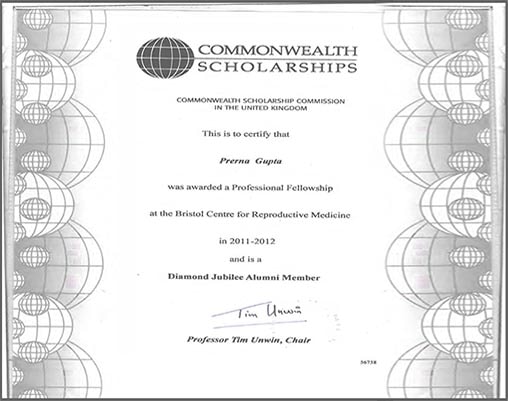 COMMONWEALTH
SCHOLARSHIPS
COMMONWEALTH SCHOLARSHIP COMMISSION
IN THE UNITED KINGDOM
This is to certify that
Prerna Gupta
was awarded a Professional Fellowship
at the Bristol Centre for Reproductive Medicine
in 2011-2012
and is a
Diamond Jubilee Alumni Member
Tim Unwin
Professor Tim Unwin, Chair
56738